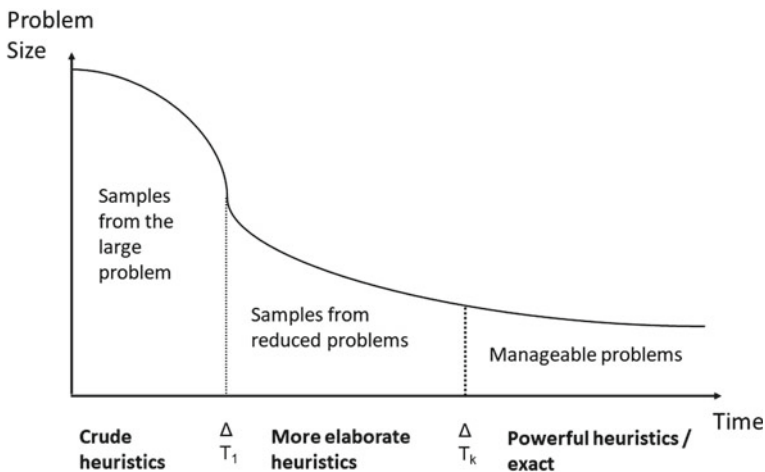 Problem
Size
Samples
from the
large
problem
Samples from
reduced problems
Manageable problems
Time
Crude
heuristics
Δ
T₁
More elaborate
heuristics
Δ
Tₖ
Powerful heuristics /
exact